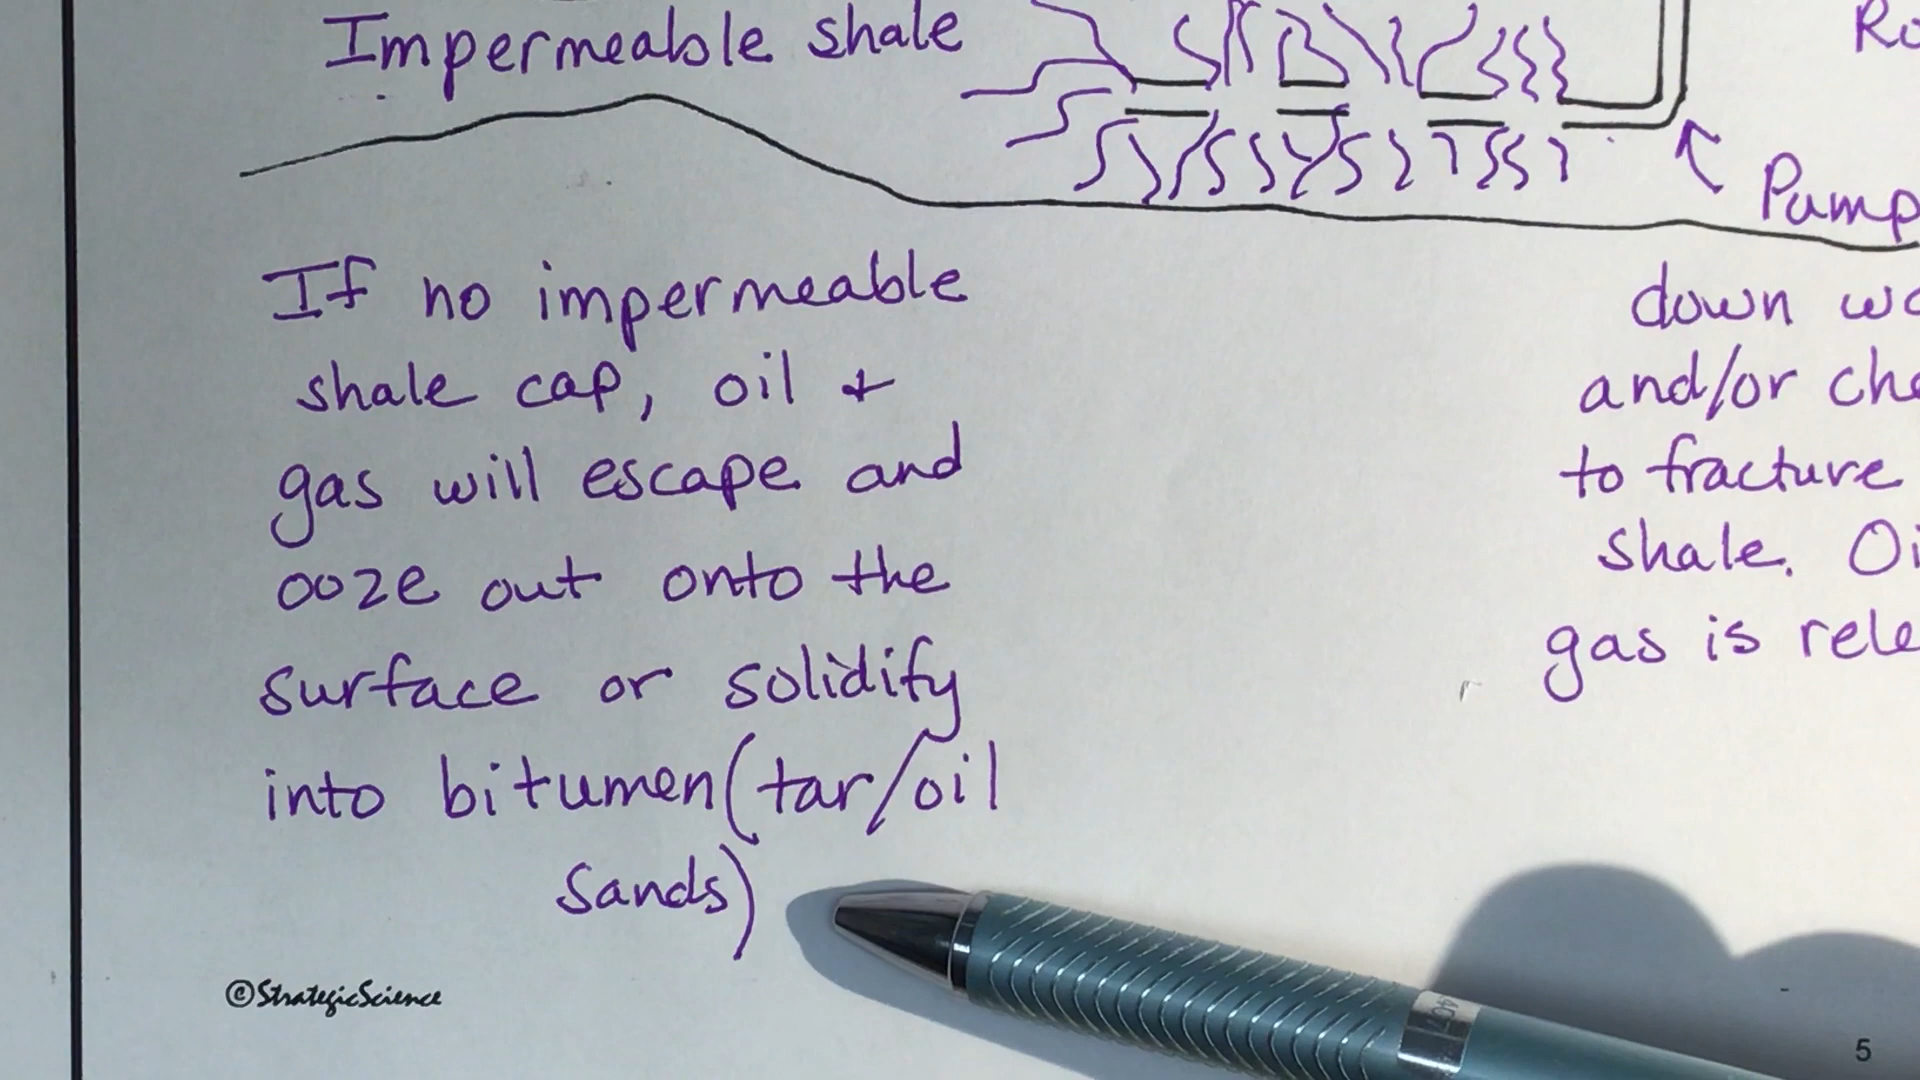 Impermeable shale
If no impermeable
shale cap, oil +
gas will escape and
ooze out onto the
surface or solidify
into bitumen (tar/oil
sands)
Pump
down
and/or
to fracture
shale.
gas is
©StrategicScience
5